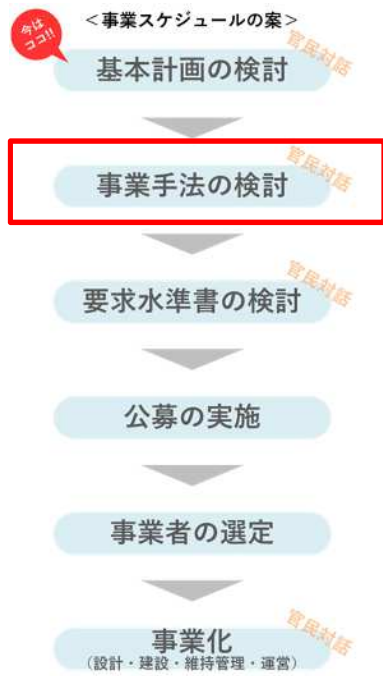 <事業スケジュールの案>
今は
ココ!!
官民対話
基本計画の検討
官民対話
事業手法の検討
官民対話
要求水準書の検討
公募の実施
事業者の選定
官民対話
事業化
(設計・建設・維持管理・運営)